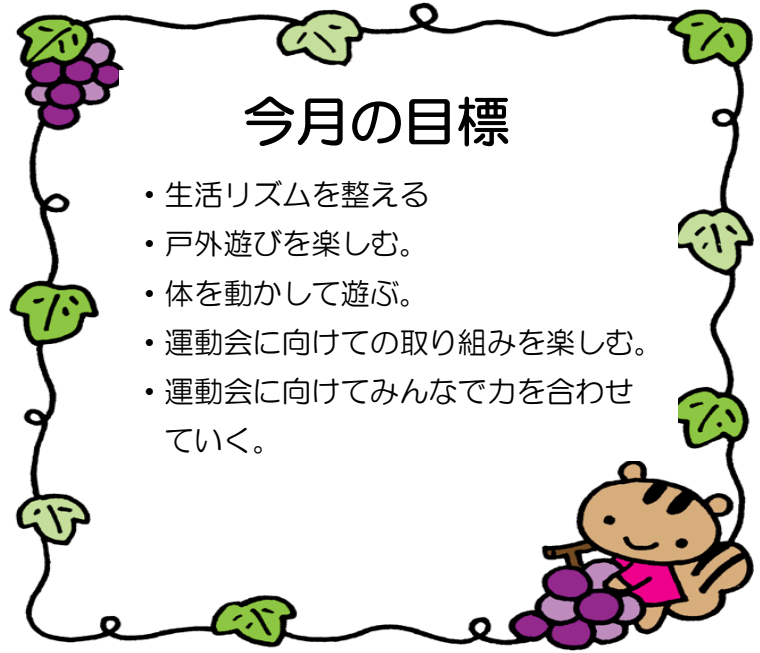 今月の目標
・生活リズムを整える
・戸外遊びを楽しむ。
・体を動かして遊ぶ。
・運動会に向けての取り組みを楽しむ。
・運動会に向けてみんなで力を合わせ
ていく。